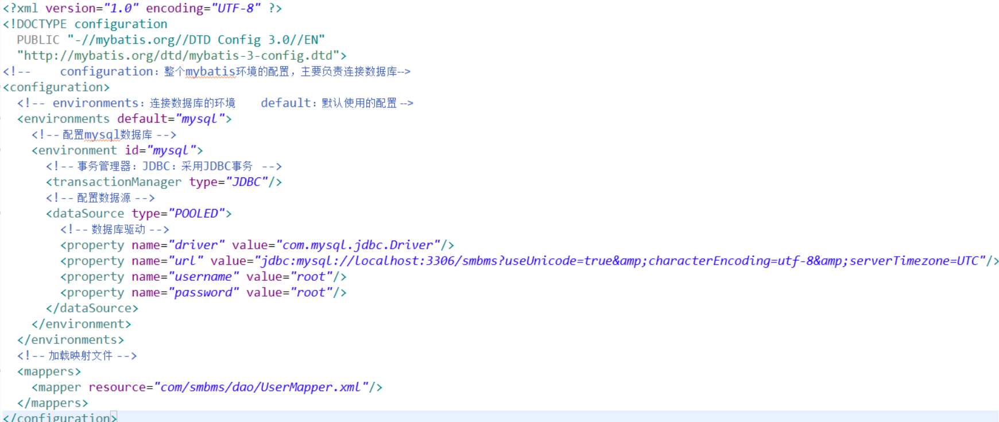 <?xml version="1.0" encoding="UTF-8" ?>
<!DOCTYPE configuration
PUBLIC "-//mybatis.org//DTD Config 3.0//EN"
"http://mybatis.org/dtd/mybatis-3-config.dtd">
<!-- configuration：整个mybatis环境的配置，主要负责连接数据库-->
<configuration>
<!-- environments：连接数据库的环境 default：默认使用的配置 -->
<environments default="mysql">
<!-- 配置mysql数据库 -->
<environment id="mysql">
<!-- 事务管理器：JDBC：采用JDBC事务 -->
<transactionManager type="JDBC"/>
<!-- 配置数据源 -->
<dataSource type="POOLED">
<!-- 数据库驱动 -->
<property name="driver" value="com.mysql.jdbc.Driver"/>
<property name="url" value="jdbc:mysql://localhost:3306/smbms?useUnicode=true&amp;characterEncoding=utf-8&amp;serverTimezone=UTC"/>
<property name="username" value="root"/>
<property name="password" value="root"/>
</dataSource>
</environment>
</environments>
<!-- 加载映射文件 -->
<mappers>
<mapper resource="com/smbms/dao/UserMapper.xml"/>
</mappers>
</configuration>